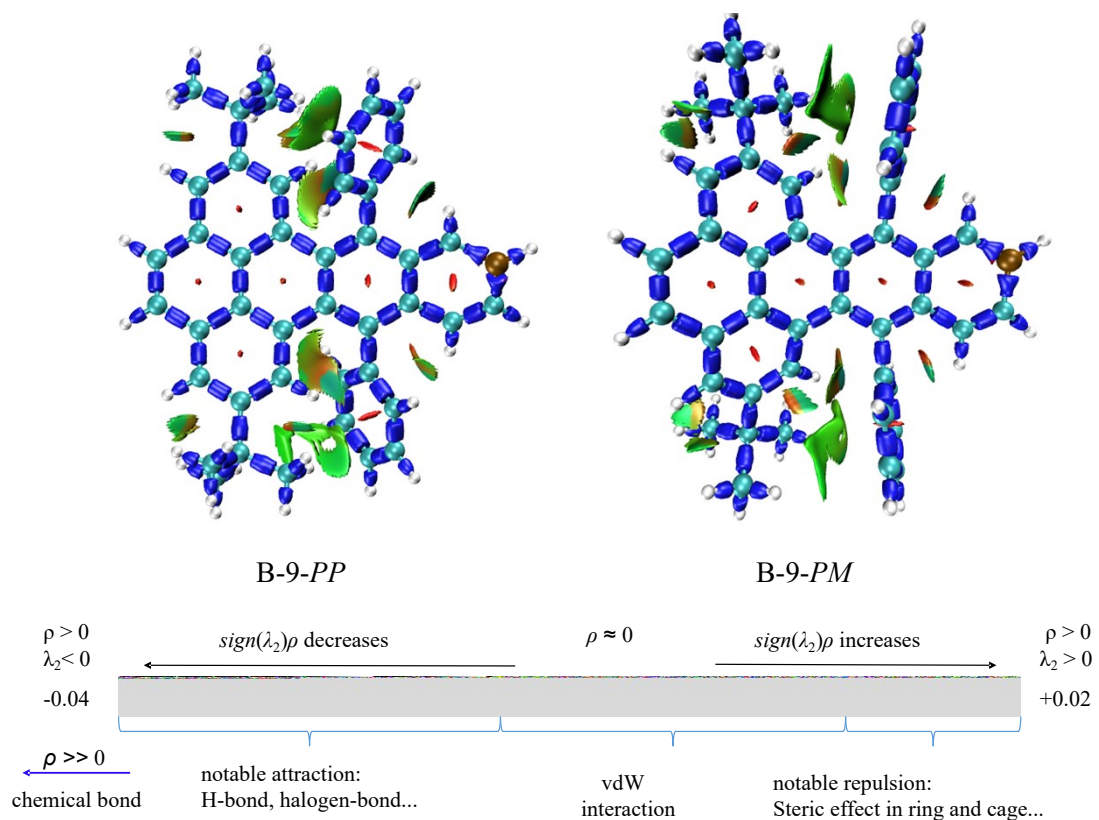 B-9-PP
B-9-PM
ρ > 0
λ₂< 0
-0.04
sign(λ₂)ρ decreases
ρ ≈ 0
sign(λ₂)ρ increases
ρ > 0
λ₂ > 0
+0.02
ρ >> 0
chemical bond
notable attraction:
H-bond, halogen-bond...
vdW
interaction
notable repulsion:
Steric effect in ring and cage...